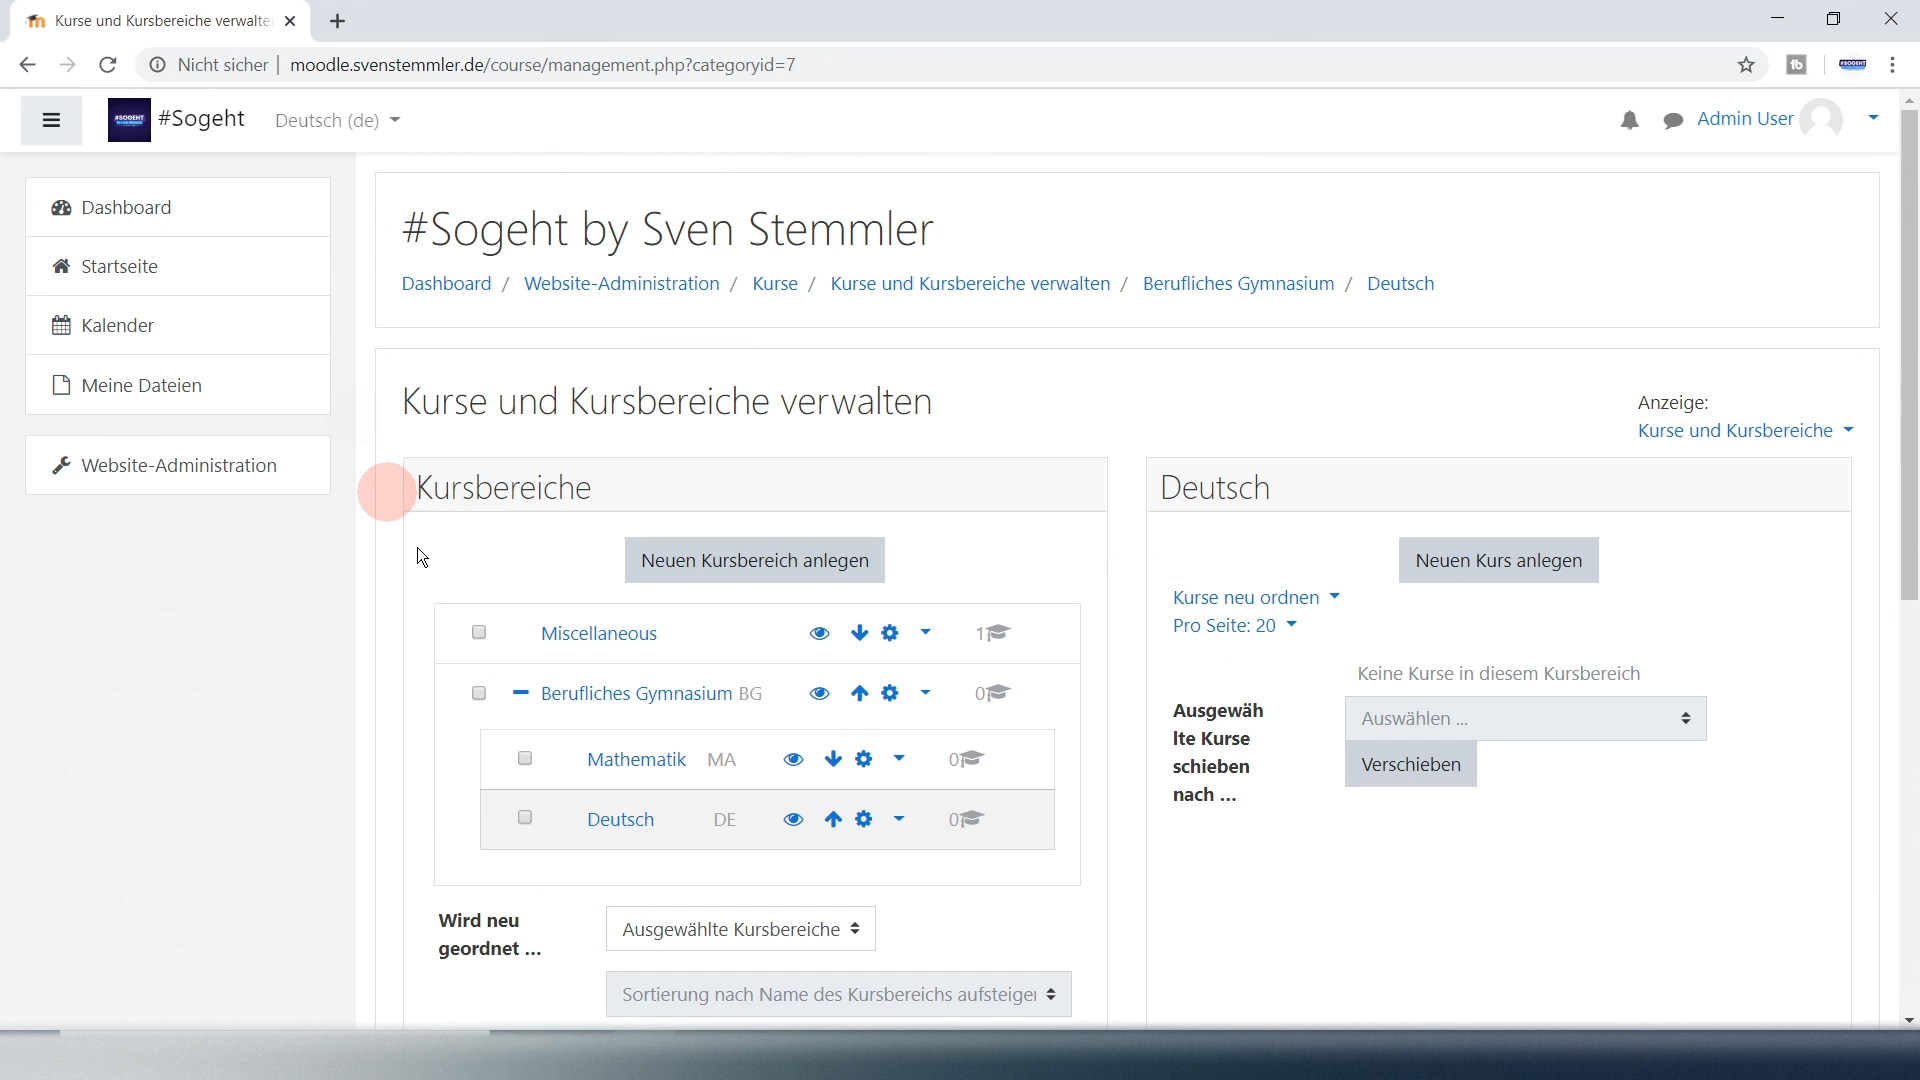 Kurse und Kursbereiche verwalte
Nicht sicher
moodle.svenstemmler.de/course/management.php?categoryid=7
#Sogeht
Deutsch (de)
Admin User
Dashboard
Startseite
Kalender
Meine Dateien
Website-Administration
#Sogeht by Sven Stemmler
Dashboard / Website-Administration / Kurse / Kurse und Kursbereiche verwalten / Berufliches Gymnasium / Deutsch
Kurse und Kursbereiche verwalten
Anzeige:
Kurse und Kursbereiche
Kursbereiche
Neuen Kursbereich anlegen
Miscellaneous 1
Berufliches Gymnasium BG 0
Mathematik MA 0
Deutsch DE 0
Wird neu
geordnet ...
Ausgewählte Kursbereiche
Sortierung nach Name des Kursbereichs aufsteige
Deutsch
Neuen Kurs anlegen
Kurse neu ordnen
Pro Seite: 20
Keine Kurse in diesem Kursbereich
Ausgewäh
lte Kurse
schieben
nach ...
Auswählen ...
Verschieben